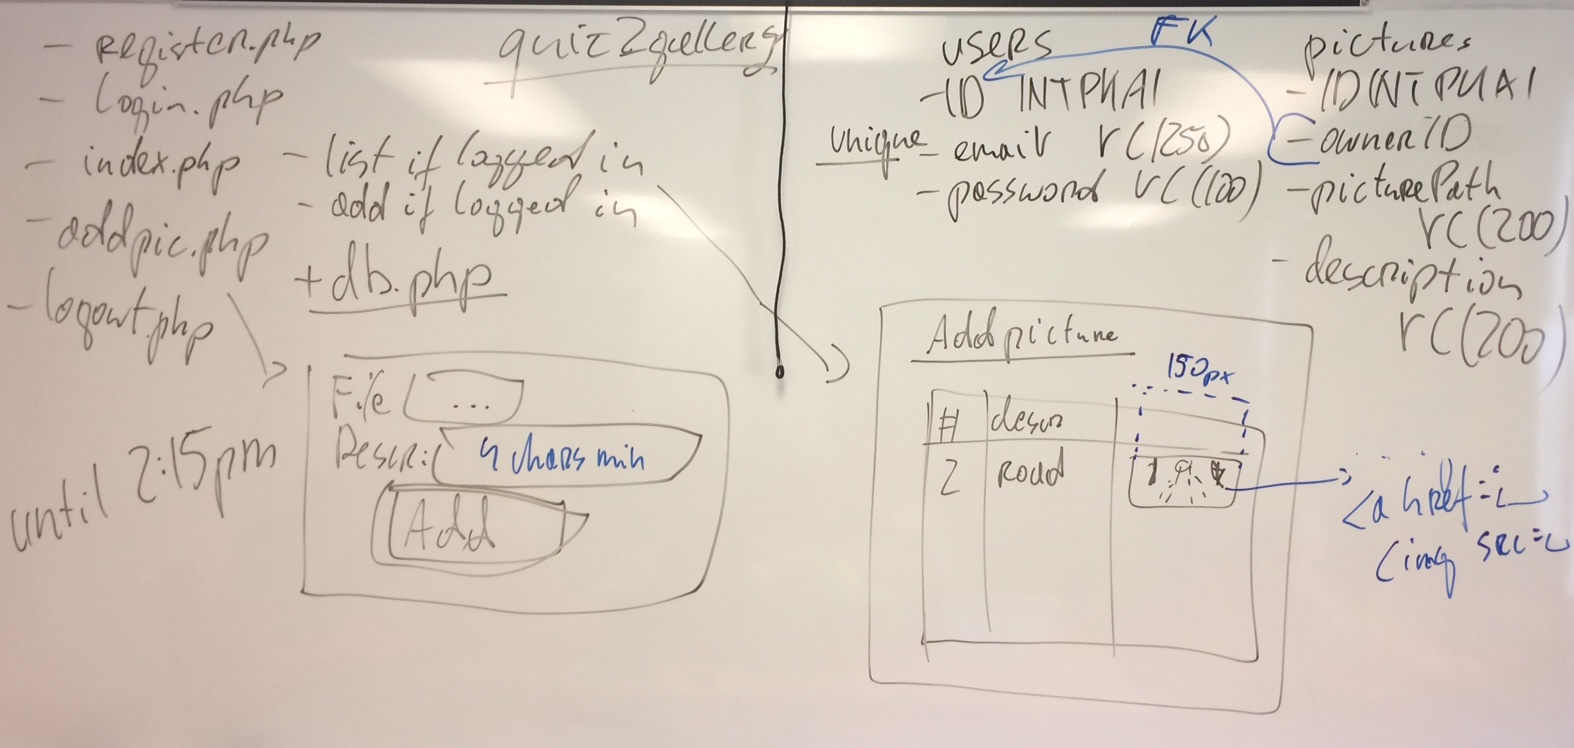 quiz2gallery
- register.php
- login.php
- index.php
- list if logged in
- add if logged in
- addpic.php
+ db.php
- logout.php
until 2:15pm
File ...
Descr: 4 chars min
Add
users
- ID INT PK AI
unique - email VC(250)
- password VC(100)
FK
pictures
- ID INT PK AI
- ownerID
- picturePath
VC(200)
- description
VC(200)
Add picture
150px
# descr
2 road
<a href=
<img src=